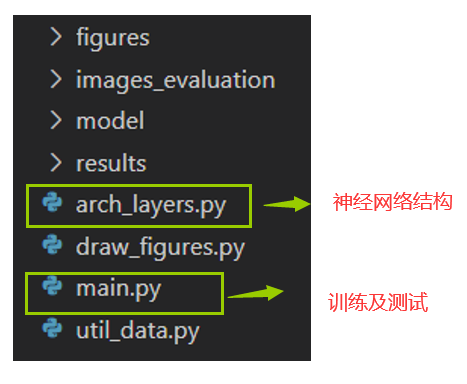 figures
images_evaluation
model
results
arch_layers.py
神经网络结构
draw_figures.py
main.py
训练及测试
util_data.py